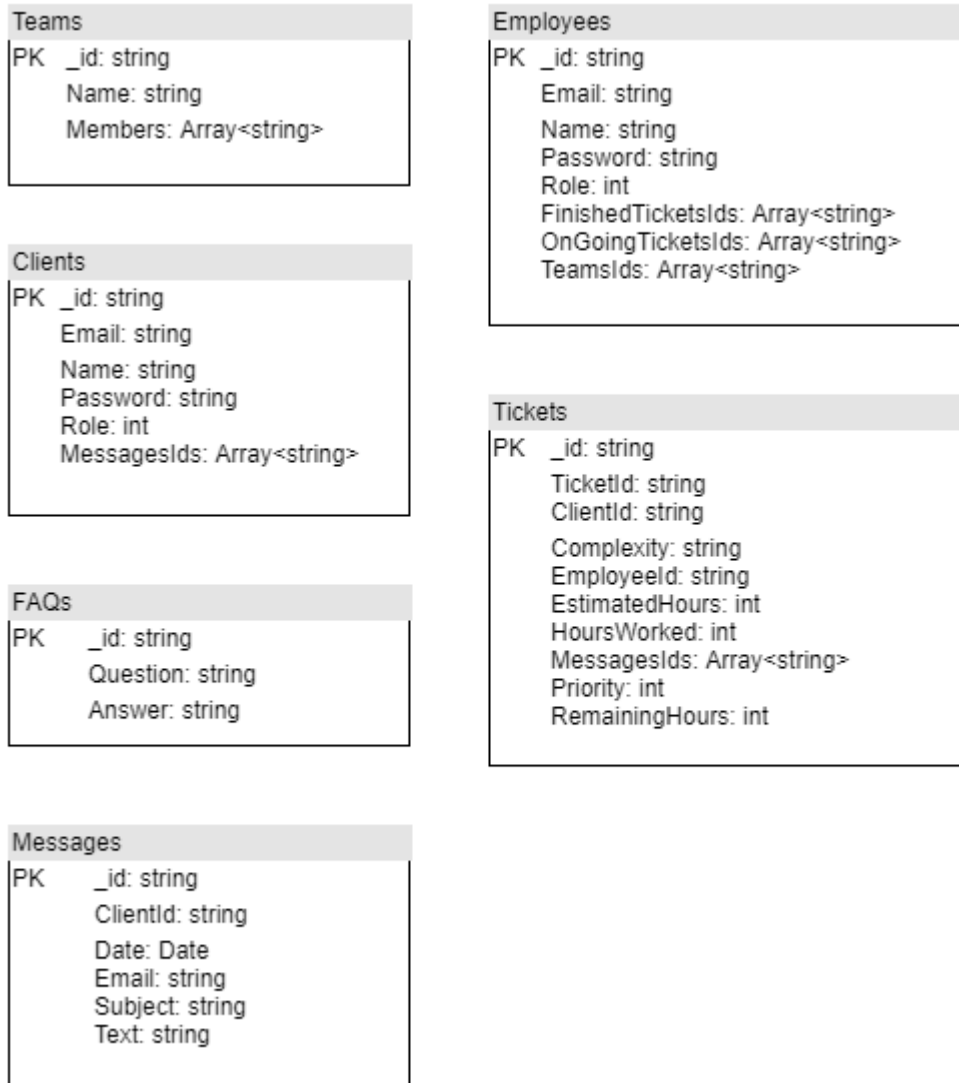 Teams
PK _id: string
Name: string
Members: Array<string>
Clients
PK _id: string
Email: string
Name: string
Password: string
Role: int
MessagesIds: Array<string>
FAQs
PK _id: string
Question: string
Answer: string
Messages
PK _id: string
ClientId: string
Date: Date
Email: string
Subject: string
Text: string
Employees
PK _id: string
Email: string
Name: string
Password: string
Role: int
FinishedTicketsIds: Array<string>
OnGoingTicketsIds: Array<string>
TeamsIds: Array<string>
Tickets
PK _id: string
TicketId: string
ClientId: string
Complexity: string
EmployeeId: string
EstimatedHours: int
HoursWorked: int
MessagesIds: Array<string>
Priority: int
RemainingHours: int